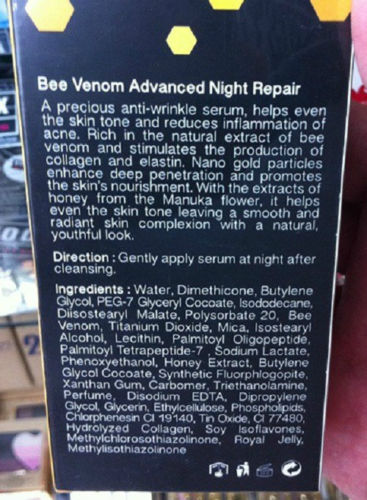 Bee Venom Advanced Night Repair
A precious anti-wrinkle serum, helps even
the skin tone and reduces inflammation of
acne. Rich in the natural extract of bee
venom and stimulates the production of
collagen and elastin. Nano gold particles
enhance deep penetration and promotes
the skin's nourishment. With the extracts of
honey from the Manuka flower, it helps
even the skin tone leaving a smooth and
radiant skin complexion with a natural,
youthful look.
Direction : Gently apply serum at night after
cleansing.
Ingredients : Water, Dimethicone, Butylene
Glycol, PEG-7 Glyceryl Cocoate, Isododecane,
Diisostearyl Malate, Polysorbate 20, Bee
Venom, Titanium Dioxide, Mica, Isostearyl
Alcohol, Lecithin, Palmitoyl Oligopeptide,
Palmitoyl Tetrapeptide-7 , Sodium Lactate,
Phenoxyethanol, Honey Extract, Butylene
Glycol Cocoate, Synthetic Fluorphlogopite,
Xanthan Gum, Carbomer, Triethanolamine,
Perfume, Disodium EDTA, Dipropylene
Glycol, Glycerin, Ethylcellulose, Phospholipids,
Chlorphenesin CI 19140, Tin Oxide, CI 77480,
Hydrolyzed Collagen, Soy Isoflavones,
Methylchlorosothiazolinone, Royal Jelly,
Methylisothiazolinone